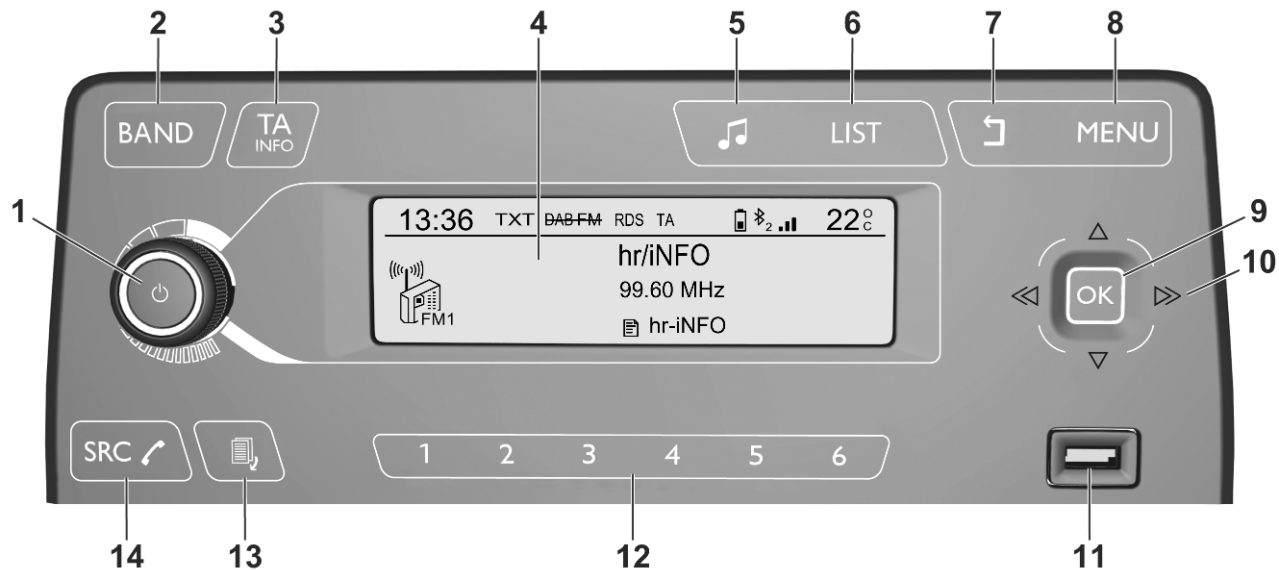 2 3 4 5 6 7 8
BAND TA LIST MENU
INFO
13:36 TXT DAB FM RDS TA 2 22°C
1
9
hr/iNFO
10
OK
99.60 MHz
FM1
hr-iNFO
SRC 1 2 3 4 5 6
14 13 12 11